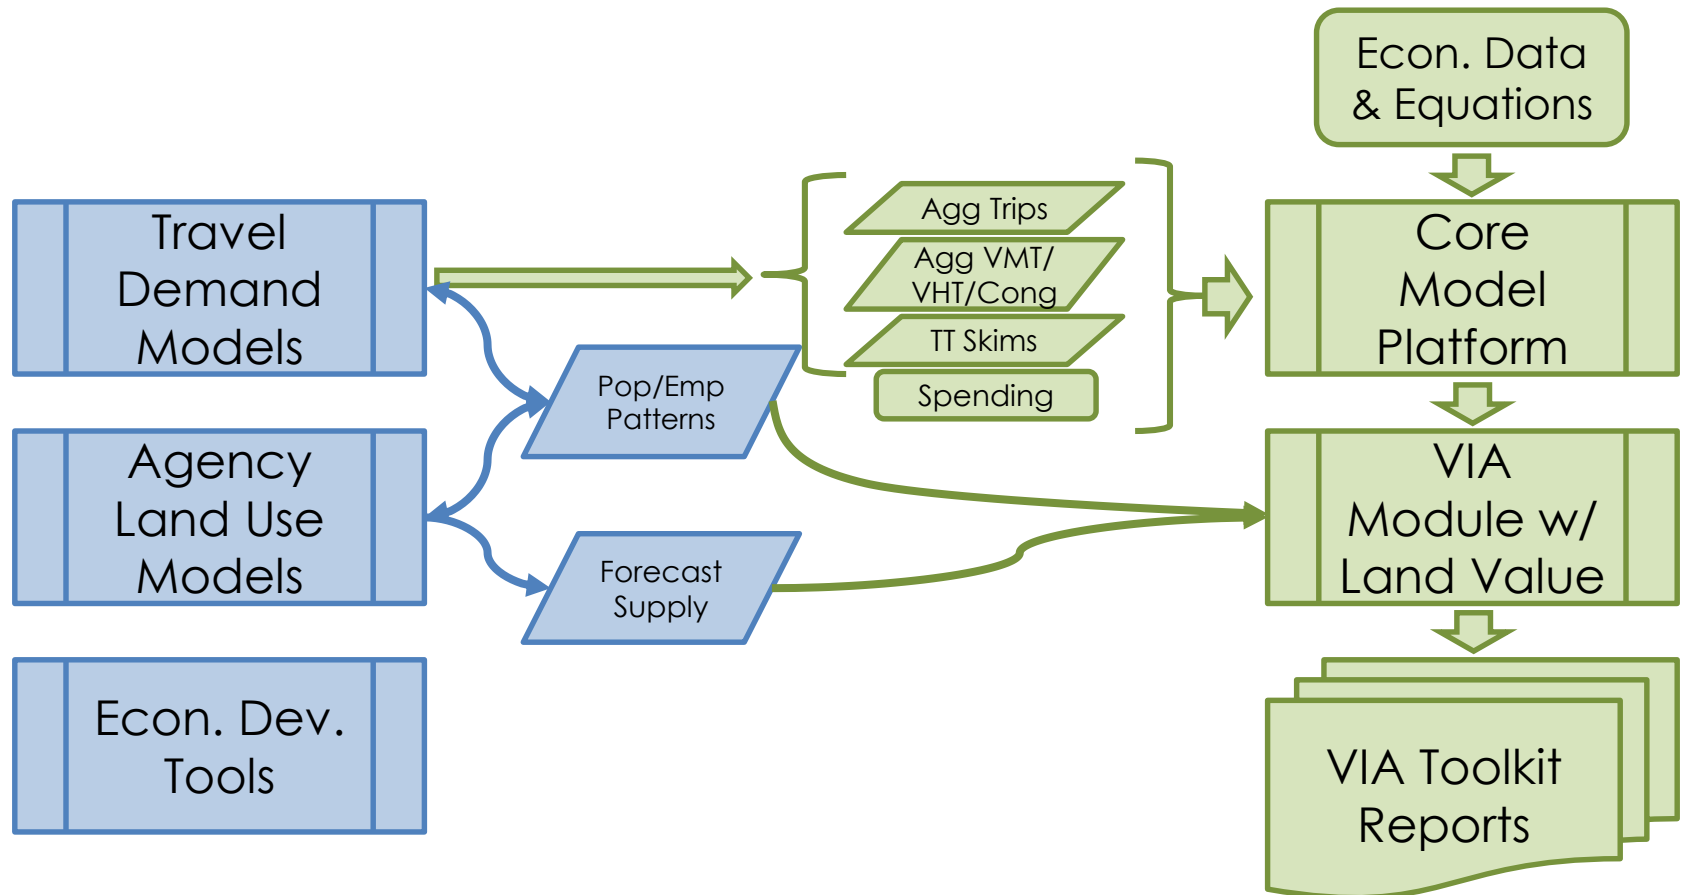 Econ. Data
& Equations
Travel
Demand
Models
Agg Trips
Agg VMT/
VHT/Cong
TT Skims
Spending
Core
Model
Platform
Pop/Emp
Patterns
Agency
Land Use
Models
VIA
Module w/
Land Value
Forecast
Supply
Econ. Dev.
Tools
VIA Toolkit
Reports